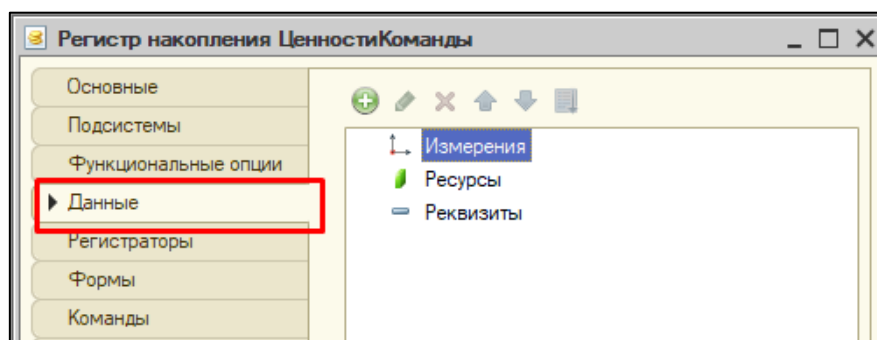 Регистр накопления ЦенностиКоманды
Основные
Подсистемы
Функциональные опции
Данные
Регистраторы
Формы
Команды
Измерения
Ресурсы
Реквизиты